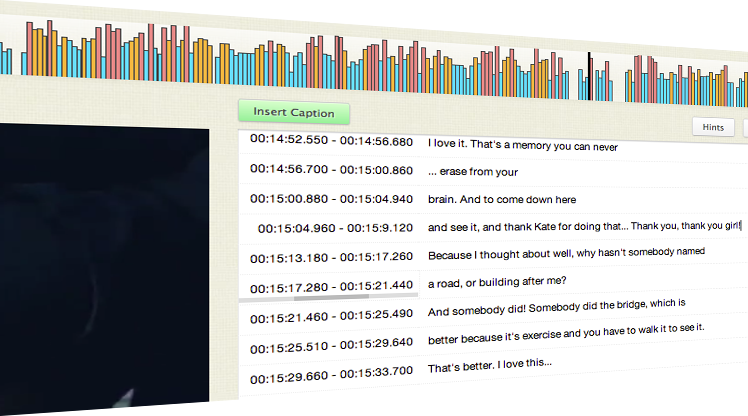 Insert Caption
Hints
00:14:52.550 - 00:14:56.680 I love it. That's a memory you can never
00:14:56.700 - 00:15:00.860 ... erase from your
00:15:00.880 - 00:15:04.940 brain. And to come down here
00:15:04.960 - 00:15:9.120 and see it, and thank Kate for doing that... Thank you, thank you girl!
00:15:13.180 - 00:15:17.260 Because I thought about well, why hasn't somebody named
00:15:17.280 - 00:15:21.440 a road, or building after me?
00:15:21.460 - 00:15:25.490 And somebody did! Somebody did the bridge, which is
00:15:25.510 - 00:15:29.640 better because it's exercise and you have to walk it to see it.
00:15:29.660 - 00:15:33.700 That's better. I love this...